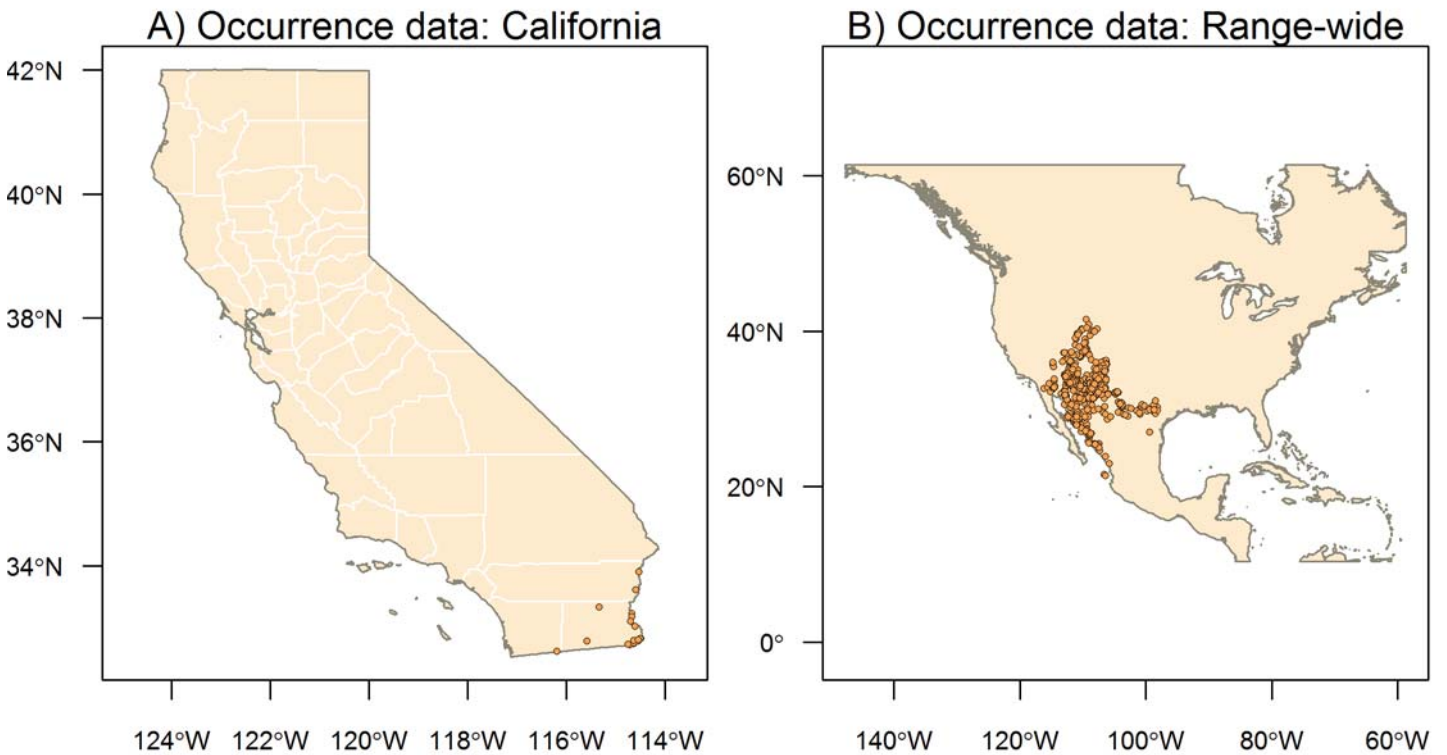 A) Occurrence data: California
42°N
40°N
38°N
36°N
34°N
124°W 122°W 120°W 118°W 116°W 114°W
B) Occurrence data: Range-wide
60°N
40°N
20°N
0°
140°W 120°W 100°W 80°W 60°W